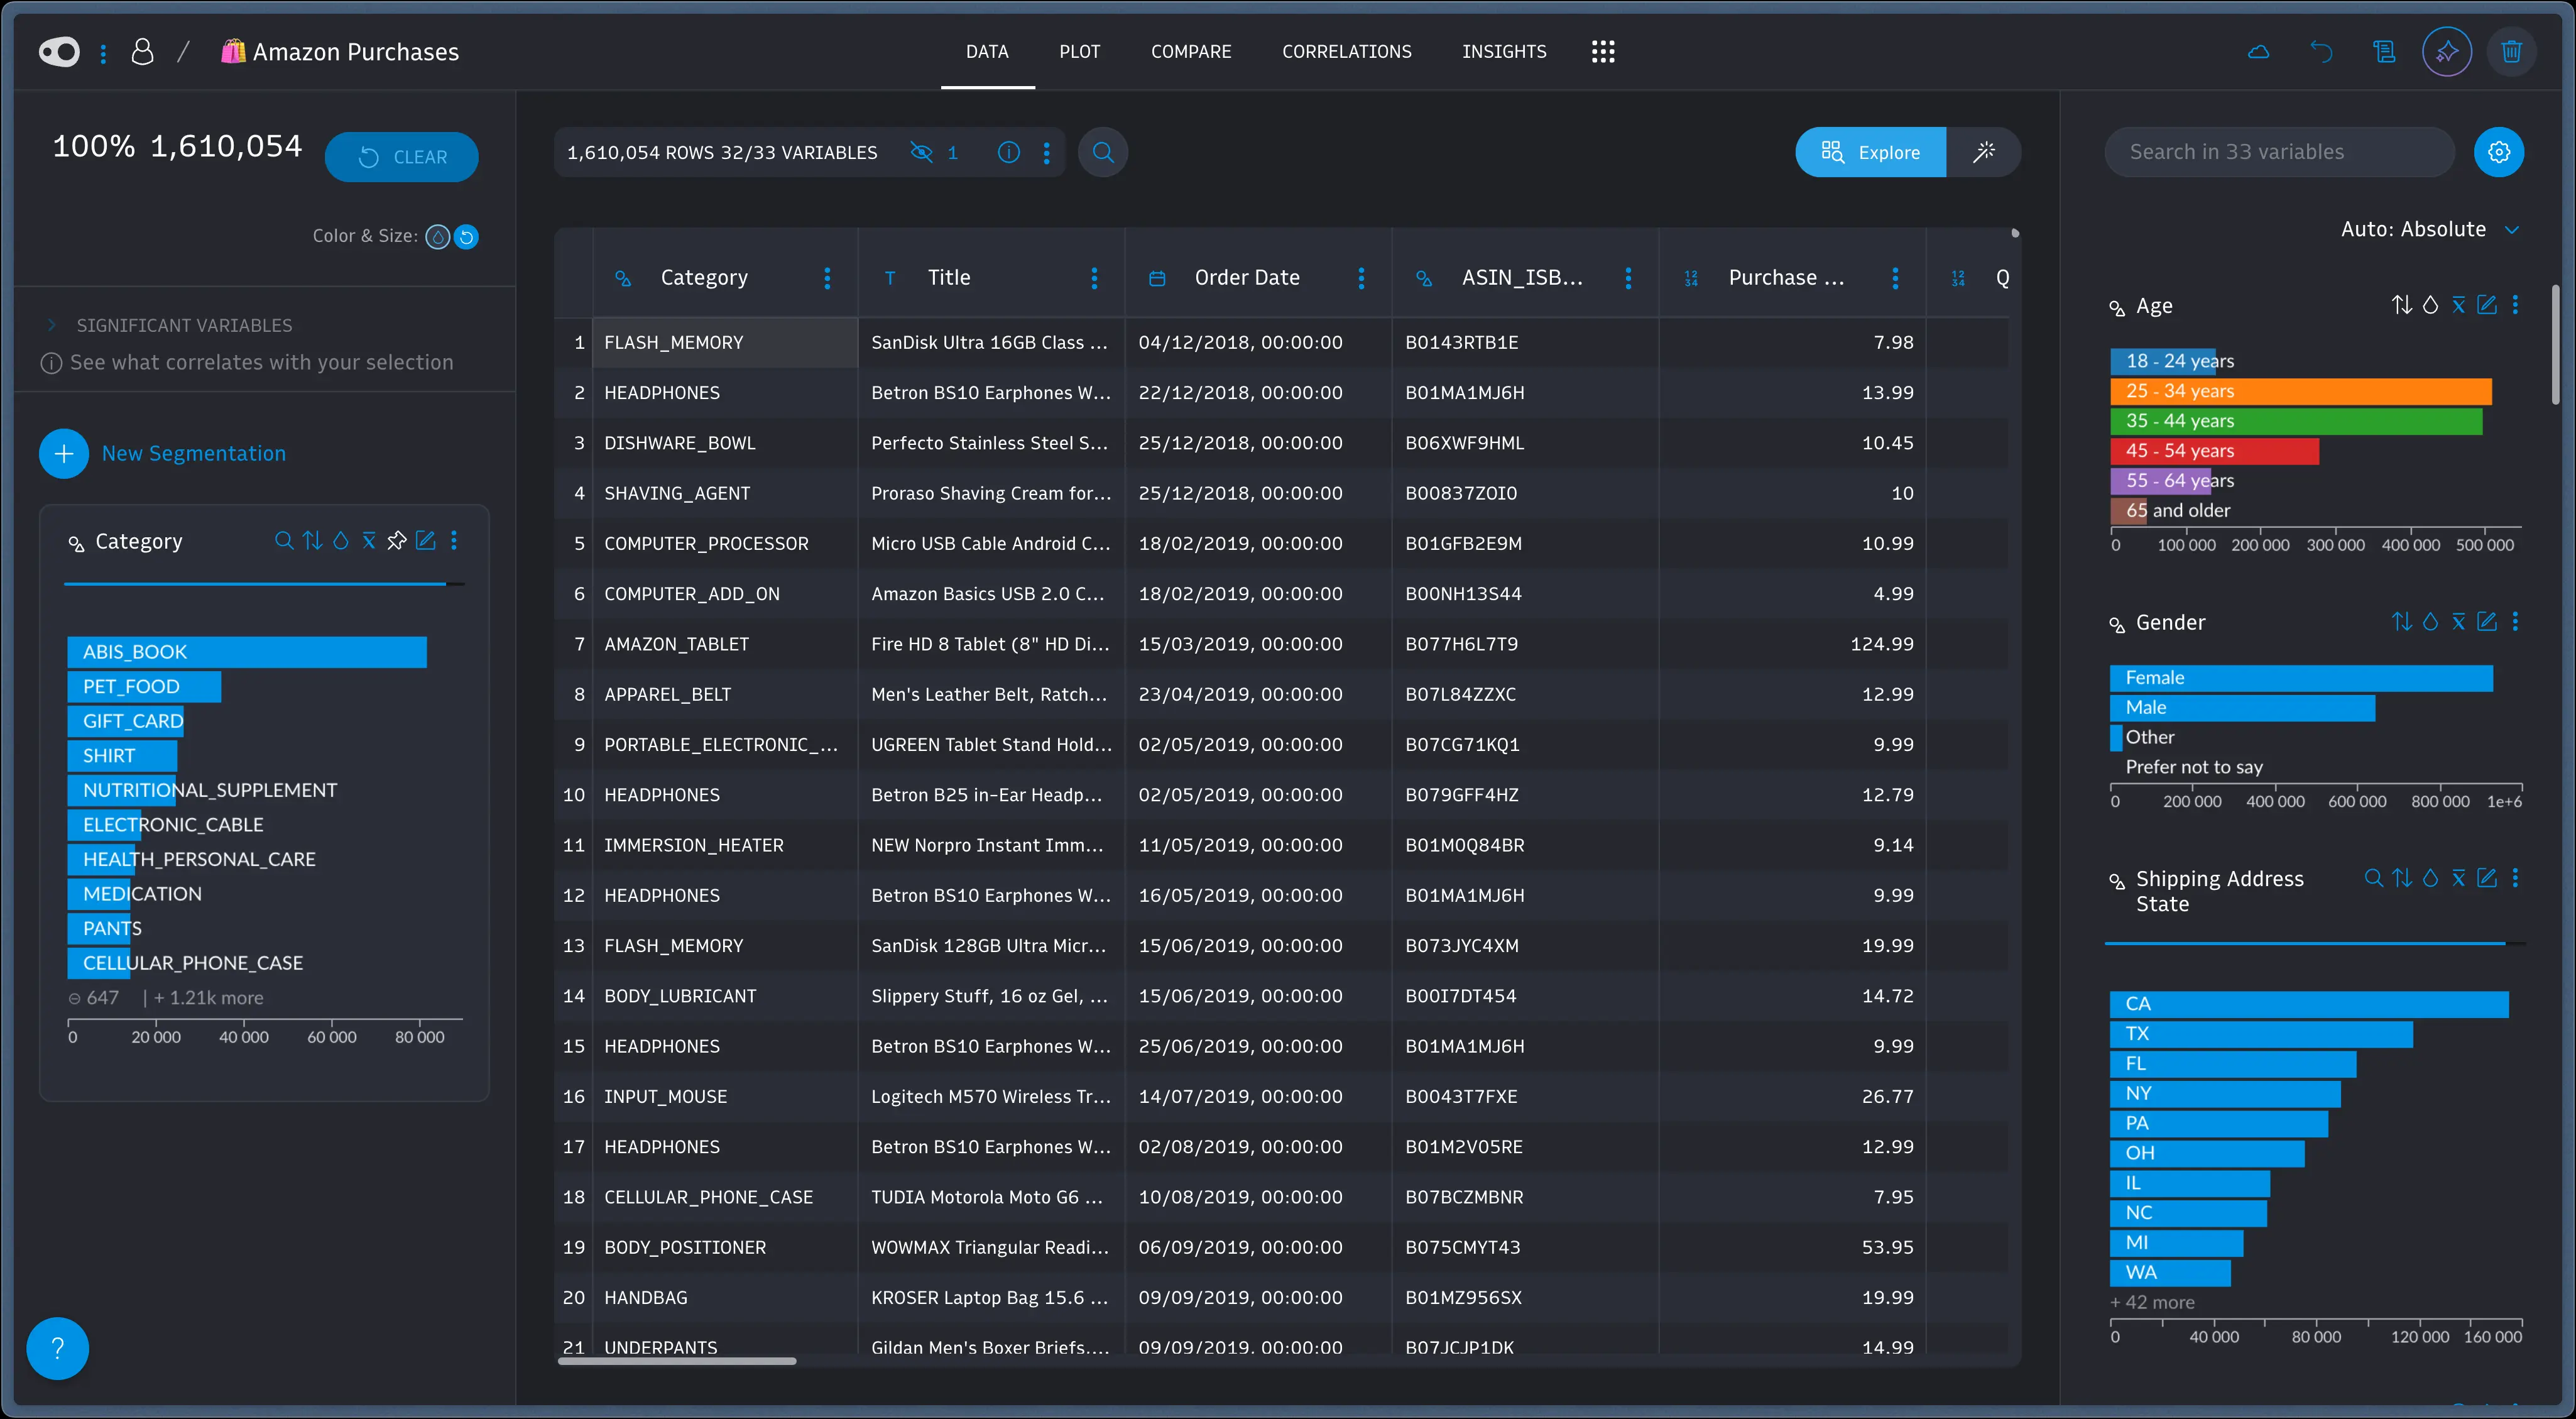 / 🛍️ Amazon Purchases
DATA PLOT COMPARE CORRELATIONS INSIGHTS
100% 1,610,054 CLEAR
Color & Size:
SIGNIFICANT VARIABLES
See what correlates with your selection
+ New Segmentation
Category
ABIS_BOOK
PET_FOOD
GIFT_CARD
SHIRT
NUTRITIONAL_SUPPLEMENT
ELECTRONIC_CABLE
HEALTH_PERSONAL_CARE
MEDICATION
PANTS
CELLULAR_PHONE_CASE
647 | + 1.21k more
0 20 000 40 000 60 000 80 000
?
1,610,054 ROWS 32/33 VARIABLES 1
Explore
Category T Title Order Date ASIN_ISB... 12 34 Purchase ... 12 34 Q
1 FLASH_MEMORY SanDisk Ultra 16GB Class ... 04/12/2018, 00:00:00 B0143RTB1E 7.98
2 HEADPHONES Betron BS10 Earphones W... 22/12/2018, 00:00:00 B01MA1MJ6H 13.99
3 DISHWARE_BOWL Perfecto Stainless Steel S... 25/12/2018, 00:00:00 B06XWF9HML 10.45
4 SHAVING_AGENT Proraso Shaving Cream for... 25/12/2018, 00:00:00 B00837ZOI0 10
5 COMPUTER_PROCESSOR Micro USB Cable Android C... 18/02/2019, 00:00:00 B01GFB2E9M 10.99
6 COMPUTER_ADD_ON Amazon Basics USB 2.0 C... 18/02/2019, 00:00:00 B00NH13S44 4.99
7 AMAZON_TABLET Fire HD 8 Tablet (8" HD Di... 15/03/2019, 00:00:00 B077H6L7T9 124.99
8 APPAREL_BELT Men's Leather Belt, Ratch... 23/04/2019, 00:00:00 B07L84ZZXC 12.99
9 PORTABLE_ELECTRONIC_... UGREEN Tablet Stand Hold... 02/05/2019, 00:00:00 B07CG71KQ1 9.99
10 HEADPHONES Betron B25 in-Ear Headp... 02/05/2019, 00:00:00 B079GFF4HZ 12.79
11 IMMERSION_HEATER NEW Norpro Instant Imm... 11/05/2019, 00:00:00 B01M0Q84BR 9.14
12 HEADPHONES Betron BS10 Earphones W... 16/05/2019, 00:00:00 B01MA1MJ6H 9.99
13 FLASH_MEMORY SanDisk 128GB Ultra Micr... 15/06/2019, 00:00:00 B073JYC4XM 19.99
14 BODY_LUBRICANT Slippery Stuff, 16 oz Gel, ... 15/06/2019, 00:00:00 B00I7DT454 14.72
15 HEADPHONES Betron BS10 Earphones W... 25/06/2019, 00:00:00 B01MA1MJ6H 9.99
16 INPUT_MOUSE Logitech M570 Wireless Tr... 14/07/2019, 00:00:00 B0043T7FXE 26.77
17 HEADPHONES Betron BS10 Earphones W... 02/08/2019, 00:00:00 B01M2V05RE 12.99
18 CELLULAR_PHONE_CASE TUDIA Motorola Moto G6 ... 10/08/2019, 00:00:00 B07BCZMBNR 7.95
19 BODY_POSITIONER WOWMAX Triangular Readi... 06/09/2019, 00:00:00 B075CMYT43 53.95
20 HANDBAG KROSER Laptop Bag 15.6 ... 09/09/2019, 00:00:00 B01MZ956SX 19.99
21 UNDERPANTS Gildan Men's Boxer Briefs,... 09/09/2019, 00:00:00 B07JCJP1DK 14.99
Search in 33 variables
Auto: Absolute
Age
18 - 24 years
25 - 34 years
35 - 44 years
45 - 54 years
55 - 64 years
65 and older
0 100 000 200 000 300 000 400 000 500 000
Gender
Female
Male
Other
Prefer not to say
0 200 000 400 000 600 000 800 000 1e+6
Shipping Address
State
CA
TX
FL
NY
PA
OH
IL
NC
MI
WA
+ 42 more
0 40 000 80 000 120 000 160 000